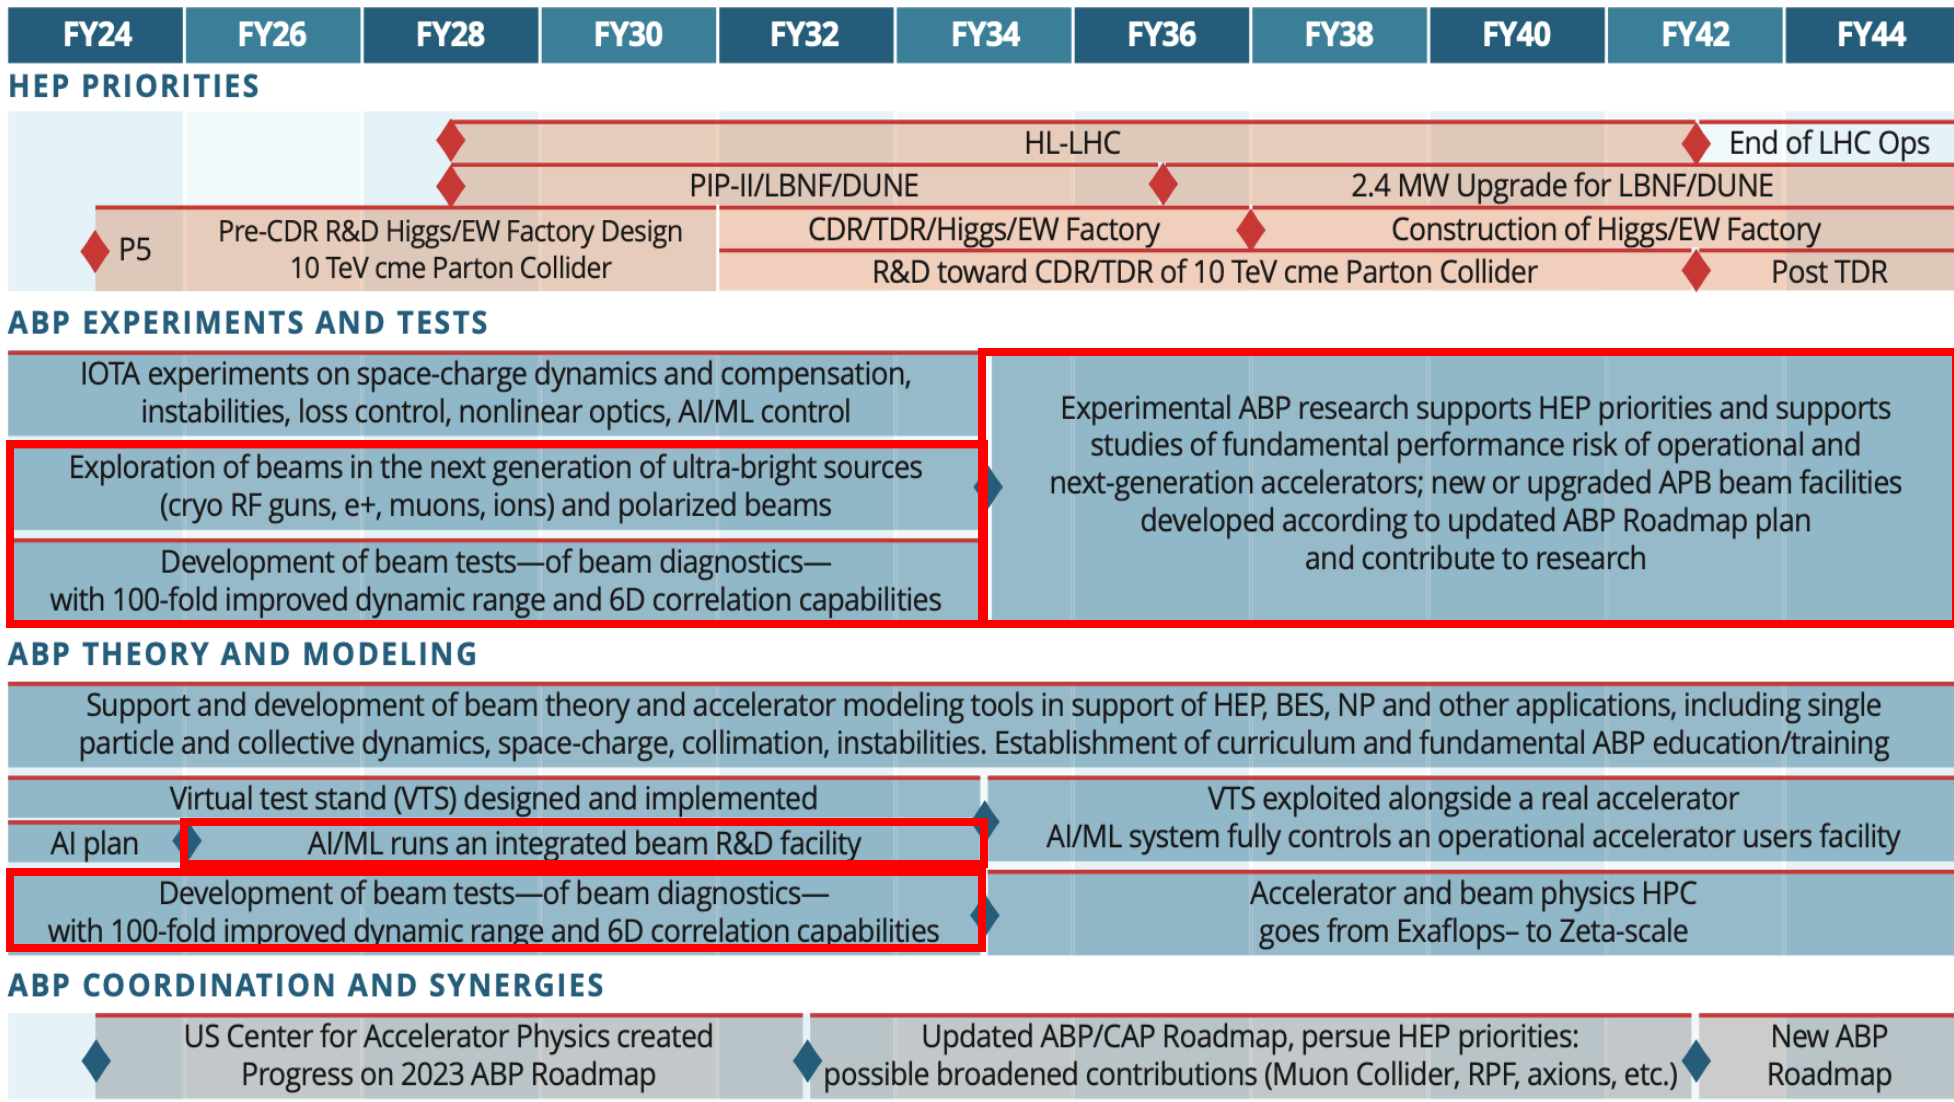 FY24 FY26 FY28 FY30 FY32 FY34 FY36 FY38 FY40 FY42 FY44
HEP PRIORITIES
HL-LHC
End of LHC Ops
PIP-II/LBNF/DUNE
2.4 MW Upgrade for LBNF/DUNE
P5
Pre-CDR R&D Higgs/EW Factory Design
10 TeV cme Parton Collider
CDR/TDR/Higgs/EW Factory
Construction of Higgs/EW Factory
R&D toward CDR/TDR of 10 TeV cme Parton Collider
Post TDR
ABP EXPERIMENTS AND TESTS
IOTA experiments on space-charge dynamics and compensation,
instabilities, loss control, nonlinear optics, AI/ML control
Exploration of beams in the next generation of ultra-bright sources
(cryo RF guns, e+, muons, ions) and polarized beams
Development of beam tests—of beam diagnostics—
with 100-fold improved dynamic range and 6D correlation capabilities
Experimental ABP research supports HEP priorities and supports
studies of fundamental performance risk of operational and
next-generation accelerators; new or upgraded APB beam facilities
developed according to updated ABP Roadmap plan
and contribute to research
ABP THEORY AND MODELING
Support and development of beam theory and accelerator modeling tools in support of HEP, BES, NP and other applications, including single
particle and collective dynamics, space-charge, collimation, instabilities. Establishment of curriculum and fundamental ABP education/training
Virtual test stand (VTS) designed and implemented
AI plan
AI/ML runs an integrated beam R&D facility
VTS exploited alongside a real accelerator
AI/ML system fully controls an operational accelerator users facility
Development of beam tests—of beam diagnostics—
with 100-fold improved dynamic range and 6D correlation capabilities
Accelerator and beam physics HPC
goes from Exaflops– to Zeta-scale
ABP COORDINATION AND SYNERGIES
US Center for Accelerator Physics created
Progress on 2023 ABP Roadmap
Updated ABP/CAP Roadmap, persue HEP priorities:
possible broadened contributions (Muon Collider, RPF, axions, etc.)
New ABP
Roadmap